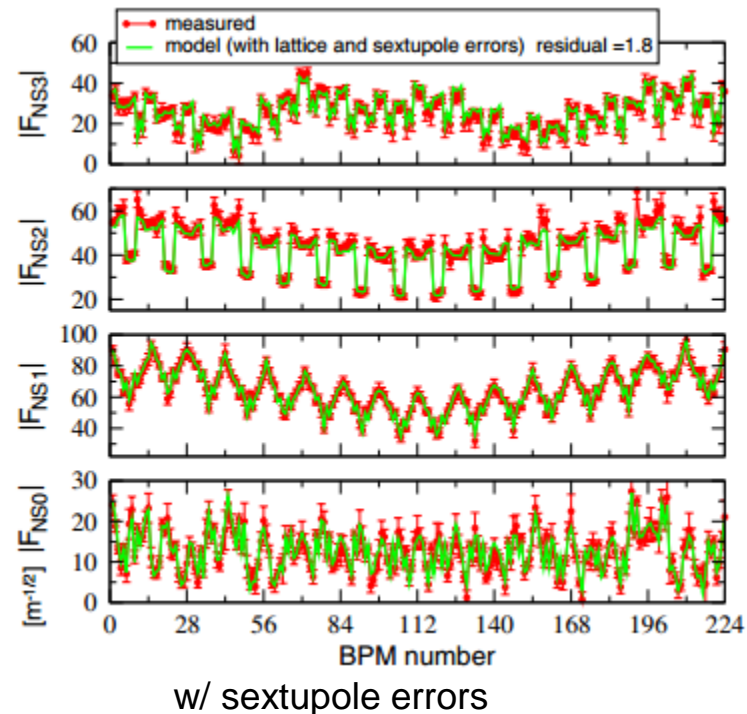 measured
model (with lattice and sextupole errors) residual =1.8
60
40
20
0
|F_NS3|
60
40
20
|F_NS2|
100
80
60
40
|F_NS1|
30
20
10
0
[m^-1/2] |F_NS0|
0 28 56 84 112 140 168 196 224
BPM number
w/ sextupole errors